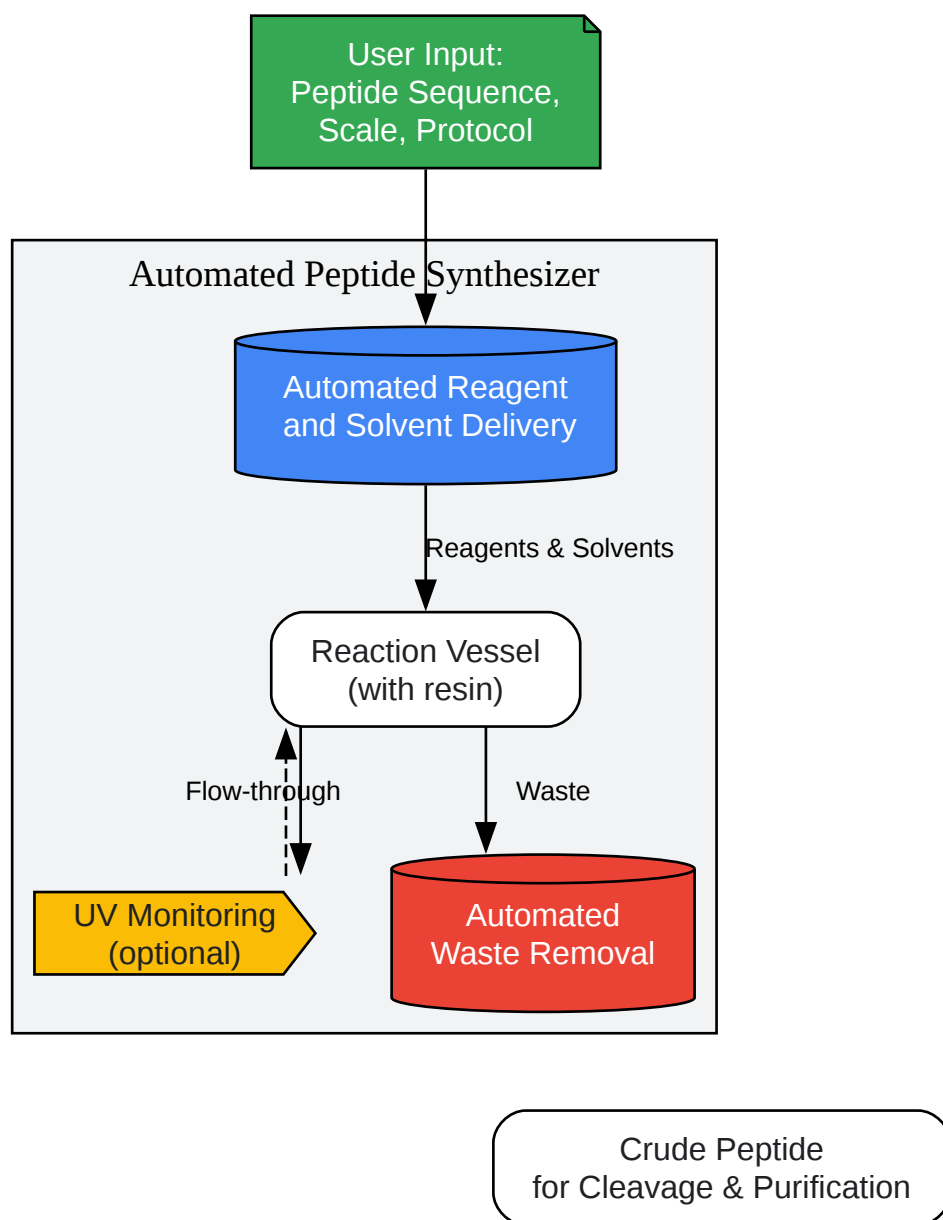 User Input:
Peptide Sequence,
Scale, Protocol
Automated Peptide Synthesizer
Automated Reagent
and Solvent Delivery
Reagents & Solvents
Reaction Vessel
(with resin)
Flow-through
Waste
UV Monitoring
(optional)
Automated
Waste Removal
Crude Peptide
for Cleavage & Purification